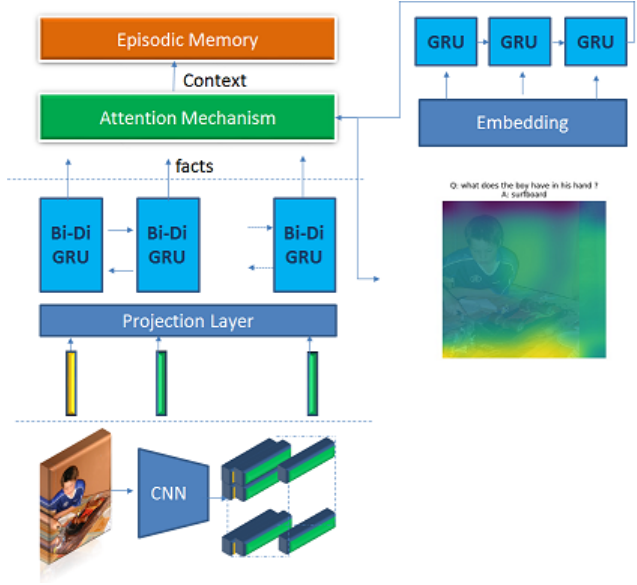 Episodic Memory
Context
Attention Mechanism
facts
Bi-Di
GRU
Bi-Di
GRU
Bi-Di
GRU
Projection Layer
CNN
GRU
GRU
GRU
Embedding
Q: what does the boy have in his hand ?
A: surfboard